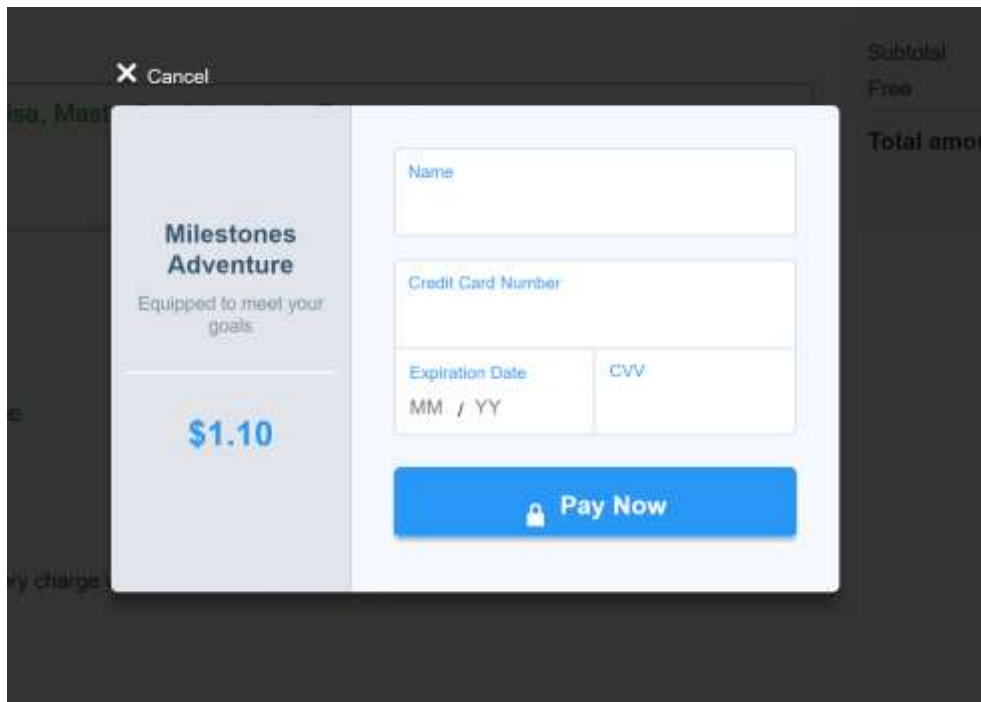 Subtotal
Cancel
Free
Total
Milestones
Adventure
Equipped to meet your
goals
$1.10
Name
Credit Card Number
Expiration Date
CVV
MM / YY
Pay Now
charge